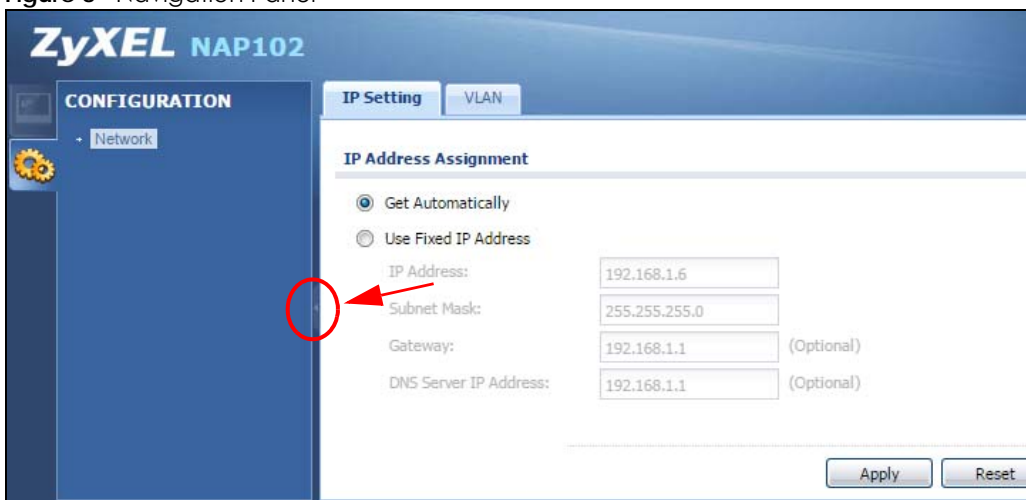 ZyXEL NAP102
CONFIGURATION
Network
IP Setting VLAN
IP Address Assignment
Get Automatically
Use Fixed IP Address
IP Address: 192.168.1.6
Subnet Mask: 255.255.255.0
Gateway: 192.168.1.1 (Optional)
DNS Server IP Address: 192.168.1.1 (Optional)
Apply Reset